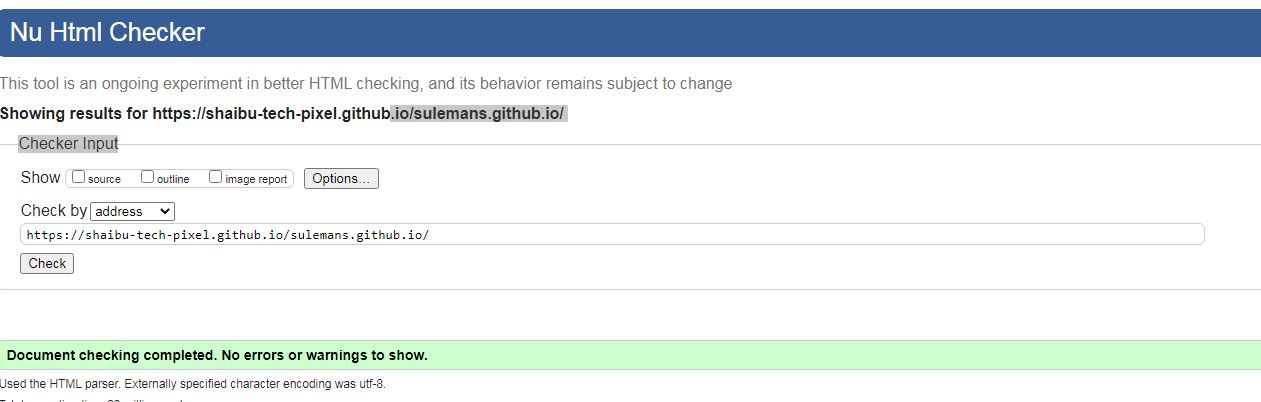 Nu Html Checker
This tool is an ongoing experiment in better HTML checking, and its behavior remains subject to change
Showing results for https://shaibu-tech-pixel.github.io/sulemans.github.io/
Checker Input
Show source outline image report Options...
Check by address
https://shaibu-tech-pixel.github.io/sulemans.github.io/
Check
Document checking completed. No errors or warnings to show.
Used the HTML parser. Externally specified character encoding was utf-8.